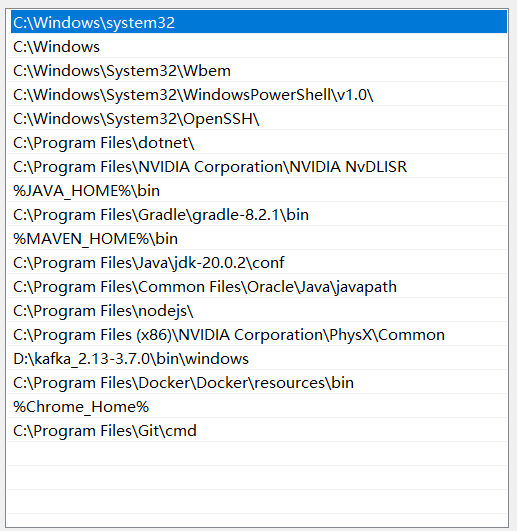 C:\Windows\system32
C:\Windows
C:\Windows\System32\Wbem
C:\Windows\System32\WindowsPowerShell\v1.0\
C:\Windows\System32\OpenSSH\
C:\Program Files\dotnet\
C:\Program Files\NVIDIA Corporation\NVIDIA NvDLISR
%JAVA_HOME%\bin
C:\Program Files\Gradle\gradle-8.2.1\bin
%MAVEN_HOME%\bin
C:\Program Files\Java\jdk-20.0.2\conf
C:\Program Files\Common Files\Oracle\Java\javapath
C:\Program Files\nodejs\
C:\Program Files (x86)\NVIDIA Corporation\PhysX\Common
D:\kafka_2.13-3.7.0\bin\windows
C:\Program Files\Docker\Docker\resources\bin
%Chrome_Home%
C:\Program Files\Git\cmd